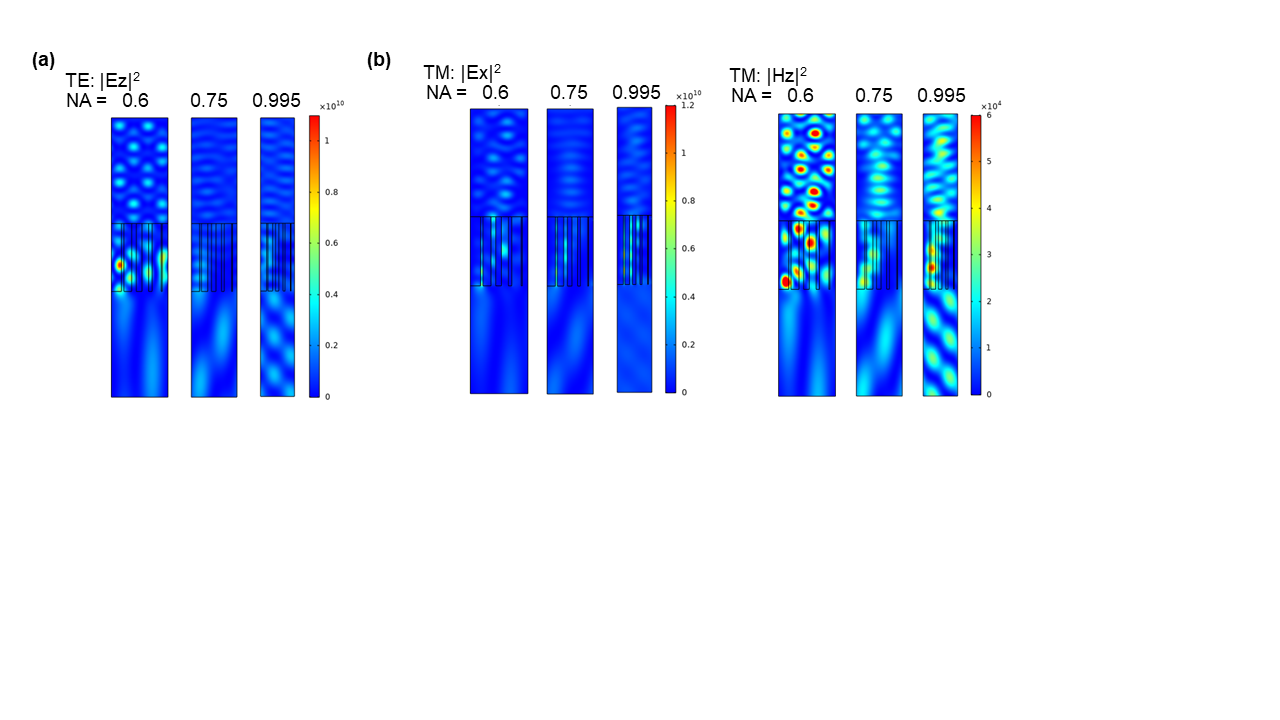 (a)
TE: |Ez|²
NA = 0.6 0.75 0.995
×10¹⁰
1
0.8
0.6
0.4
0.2
0
(b)
TM: |Ex|²
NA = 0.6 0.75 0.995
×10¹⁰
1.2
1
0.8
0.6
0.4
0.2
0
TM: |Hz|²
NA = 0.6 0.75 0.995
×10⁴
6
5
4
3
2
1
0